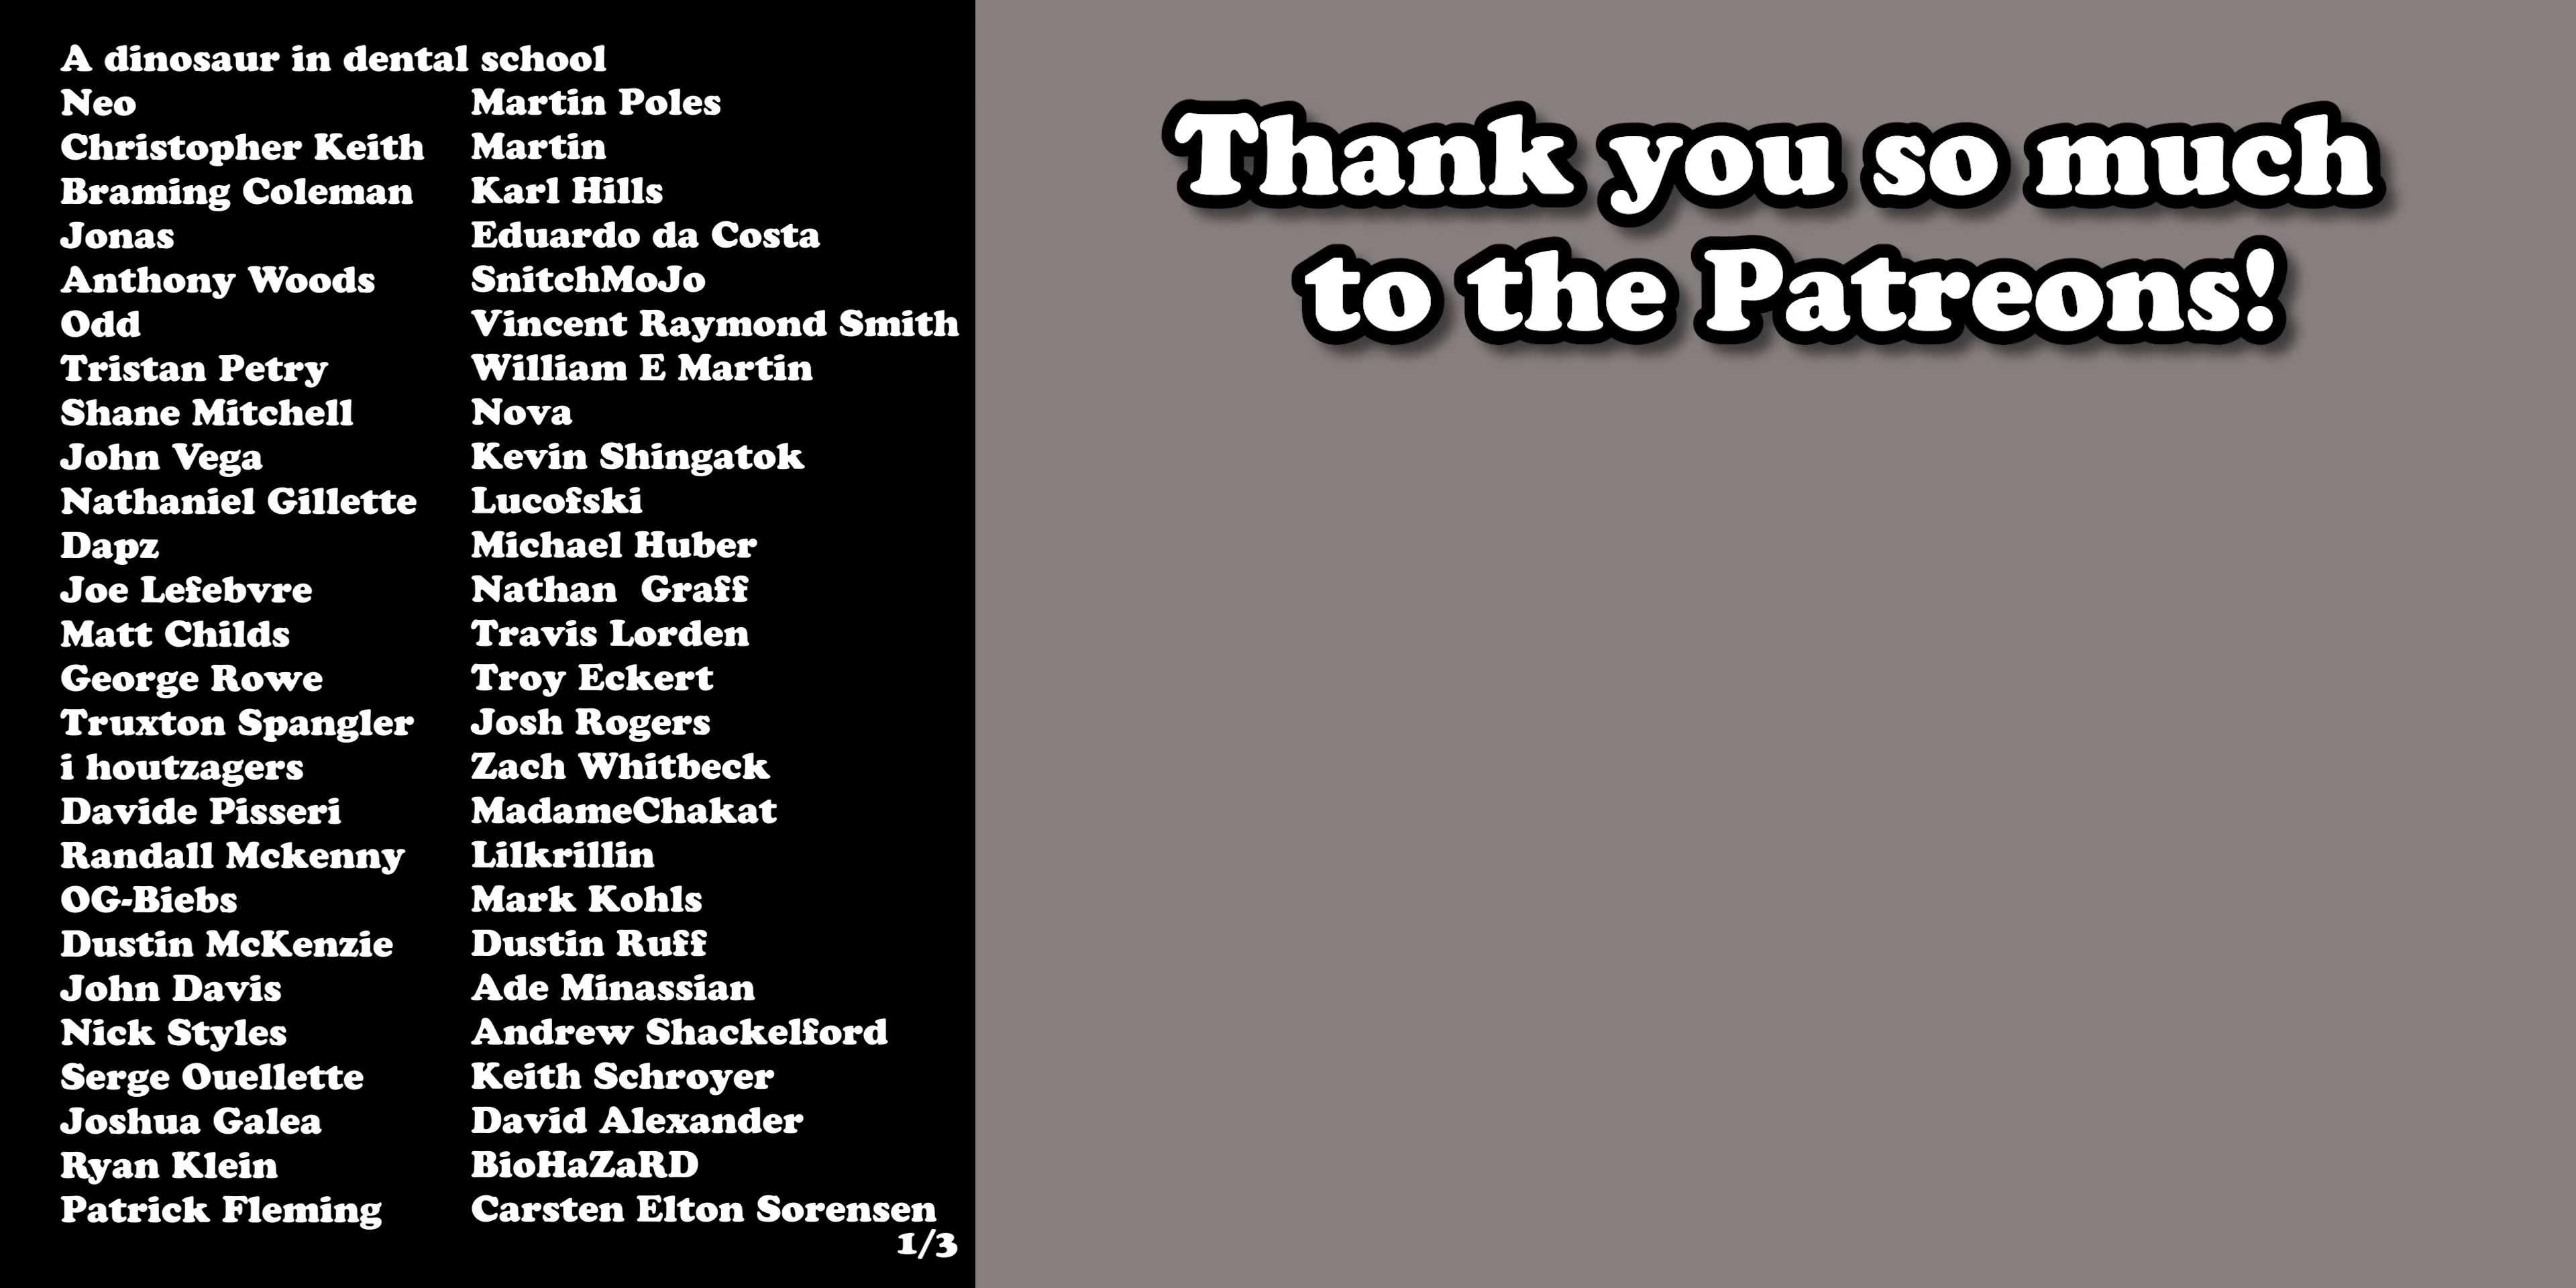 A dinosaur in dental school
Neo
Christopher Keith
Braming Coleman
Jonas
Anthony Woods
Odd
Tristan Petry
Shane Mitchell
John Vega
Nathaniel Gillette
Dapz
Joe Lefebvre
Matt Childs
George Rowe
Truxton Spangler
i houtzagers
Davide Pisseri
Randall Mckenny
OG-Biebs
Dustin McKenzie
John Davis
Nick Styles
Serge Ouellette
Joshua Galea
Ryan Klein
Patrick Fleming
Martin Poles
Martin
Karl Hills
Eduardo da Costa
SnitchMoJo
Vincent Raymond Smith
William E Martin
Nova
Kevin Shingatok
Lucofski
Michael Huber
Nathan  Graff
Travis Lorden
Troy Eckert
Josh Rogers
Zach Whitbeck
MadameChakat
Lilkrillin
Mark Kohls
Dustin Ruff
Ade Minassian
Andrew Shackelford
Keith Schroyer
David Alexander
BioHaZaRD
Carsten Elton Sorensen
1/3
Thank you so much
to the Patreons!